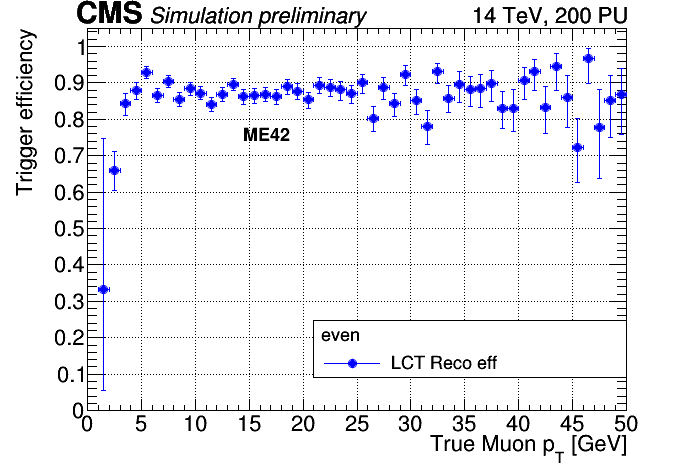 CMS Simulation preliminary 14 TeV, 200 PU
Trigger efficiency
1
0.9
0.8
0.7
0.6
0.5
0.4
0.3
0.2
0.1
0
ME42
even
LCT Reco eff
0 5 10 15 20 25 30 35 40 45 50
True Muon p_T [GeV]